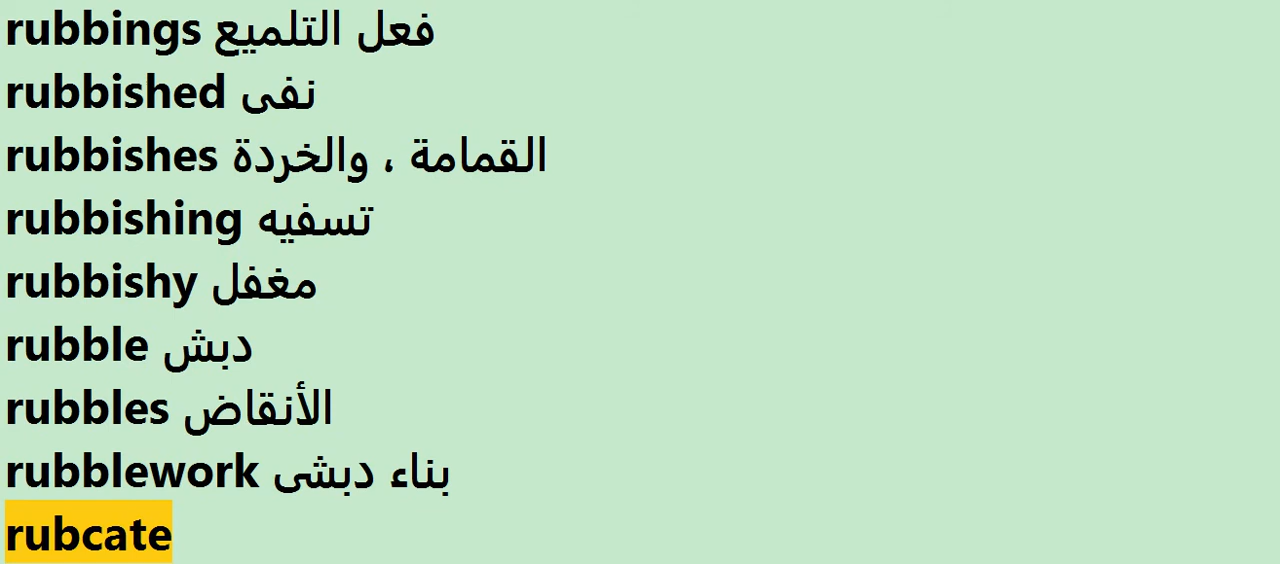 rubbings فعل التلميع
rubbished نفى
rubbishes القمامة ، والخردة
rubbishing تسفيه
rubbishy مغفل
rubble دبش
rubbles الأنقاض
rubblework بناء دبشى
rubcate